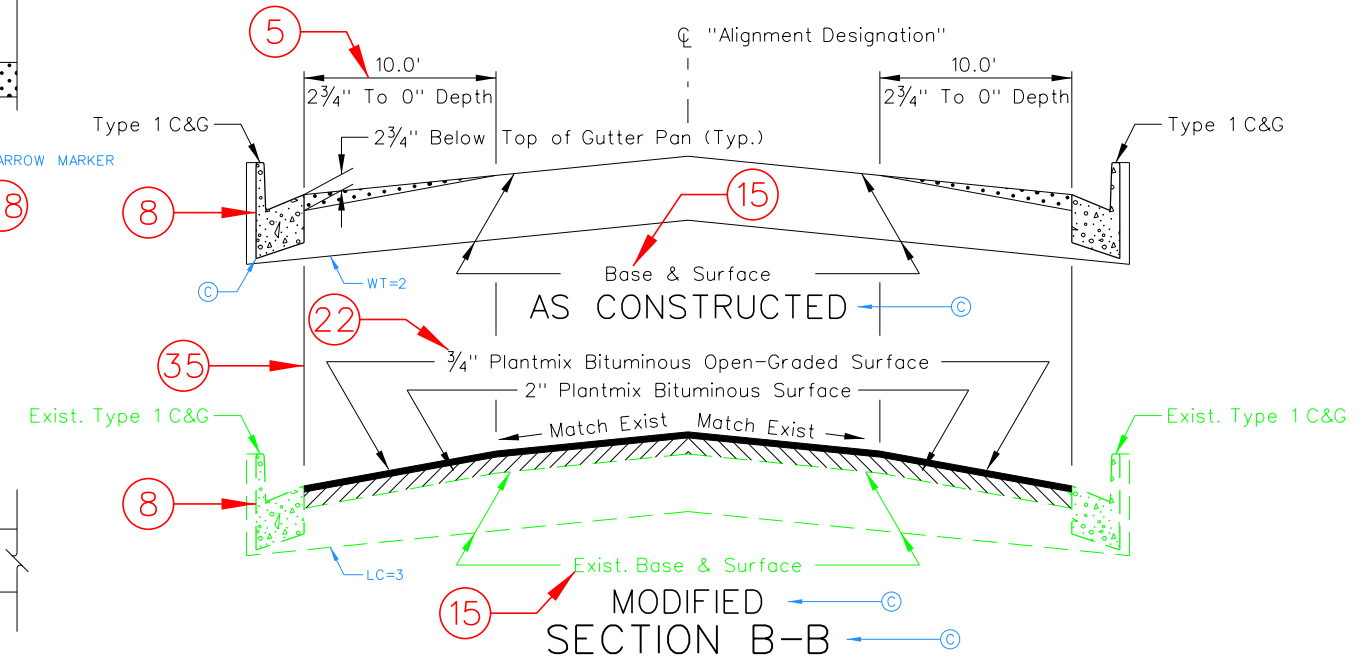 5
℄ "Alignment Designation"
10.0'
10.0'
2¾" To 0" Depth
2¾" To 0" Depth
Type 1 C&G
2¾" Below Top of Gutter Pan (Typ.)
Type 1 C&G
ARROW MARKER
8
8
15
Base & Surface
C
WT=2
AS CONSTRUCTED
C
22
35
¾" Plantmix Bituminous Open-Graded Surface
2" Plantmix Bituminous Surface
Exist. Type 1 C&G
Match Exist
Match Exist
Exist. Type 1 C&G
8
LC=3
Exist. Base & Surface
15
MODIFIED
C
SECTION B-B
C